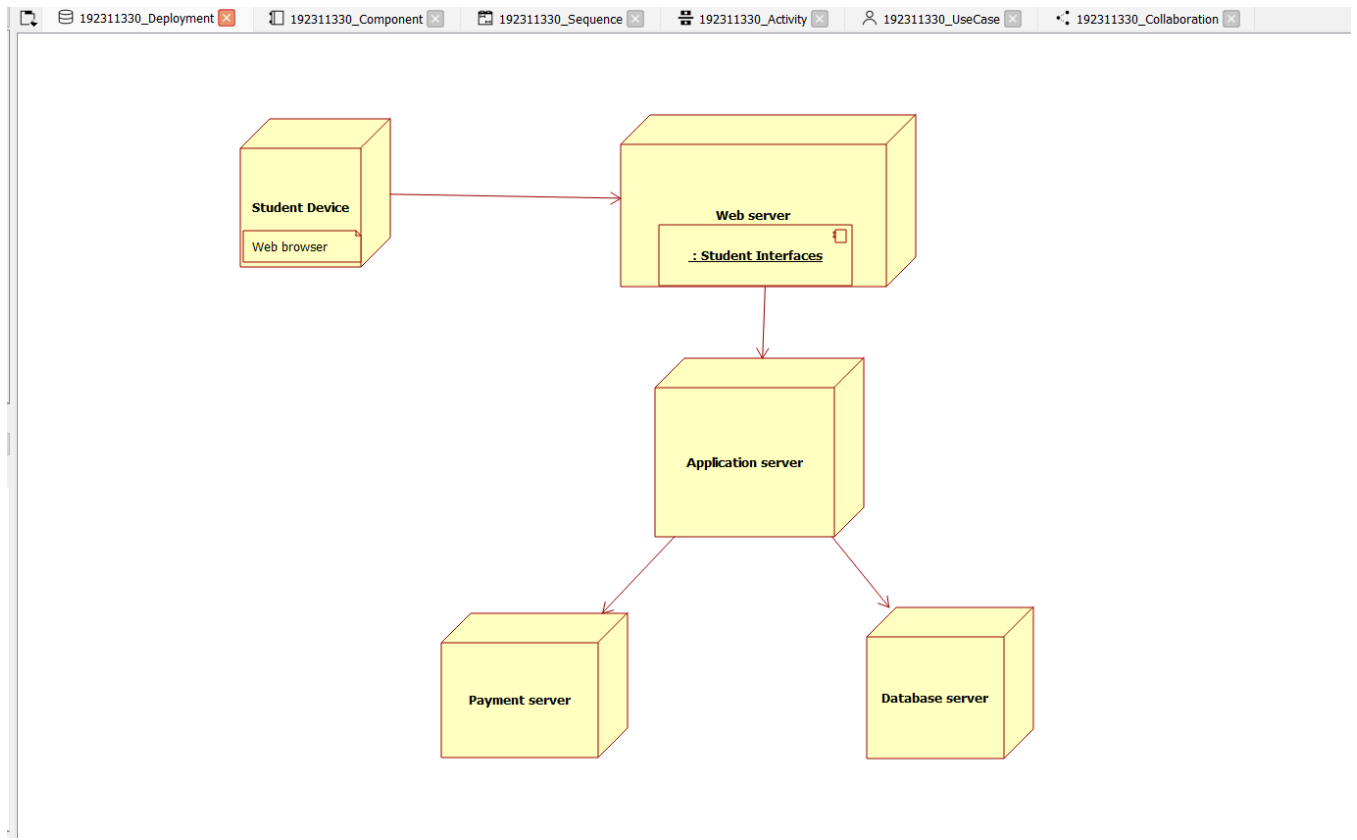 192311330_Deployment
192311330_Component
192311330_Sequence
192311330_Activity
192311330_UseCase
192311330_Collaboration
Student Device
Web browser
Web server
: Student Interfaces
Application server
Payment server
Database server